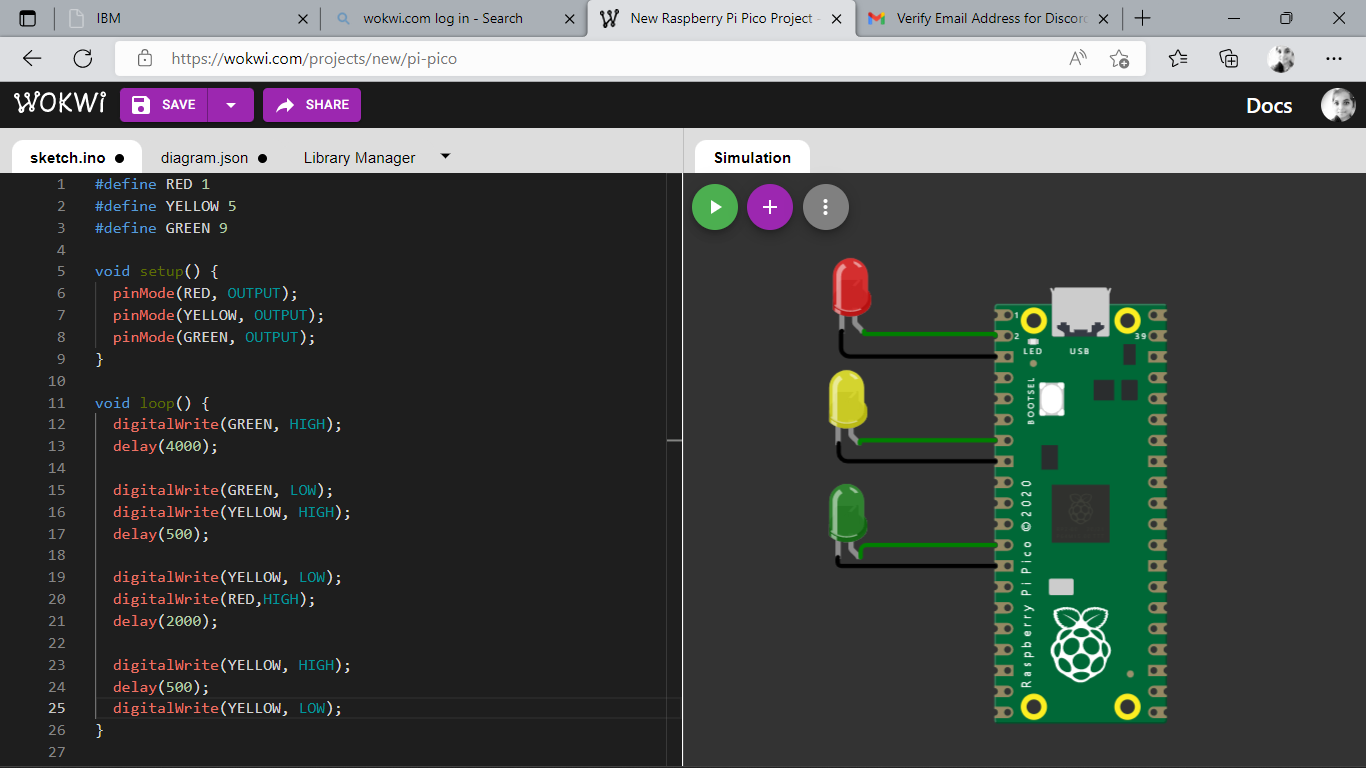 IBM
wokwi.com log in - Search
New Raspberry Pi Pico Project -
Verify Email Address for Discord
https://wokwi.com/projects/new/pi-pico
WOKWI
SAVE
SHARE
Docs
sketch.ino
diagram.json
Library Manager
Simulation
1 #define RED 1
2 #define YELLOW 5
3 #define GREEN 9
4
5 void setup() {
6 pinMode(RED, OUTPUT);
7 pinMode(YELLOW, OUTPUT);
8 pinMode(GREEN, OUTPUT);
9 }
10
11 void loop() {
12 digitalWrite(GREEN, HIGH);
13 delay(4000);
14
15 digitalWrite(GREEN, LOW);
16 digitalWrite(YELLOW, HIGH);
17 delay(500);
18
19 digitalWrite(YELLOW, LOW);
20 digitalWrite(RED,HIGH);
21 delay(2000);
22
23 digitalWrite(YELLOW, HIGH);
24 delay(500);
25 digitalWrite(YELLOW, LOW);
26 }
27
1
2
39
LED
USB
BOOTSEL
Raspberry Pi Pico ©2020